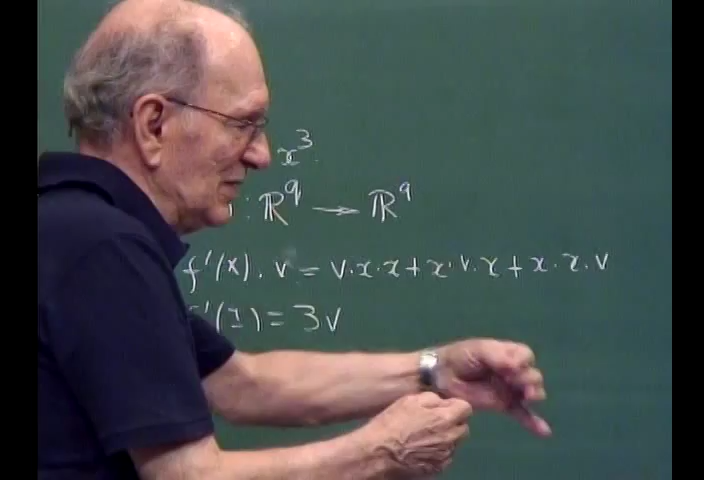 x³.
: ℝ⁹ → ℝ⁹
f'(x). v = v·x·x + x·v·x + x·x·v
'(I) = 3v